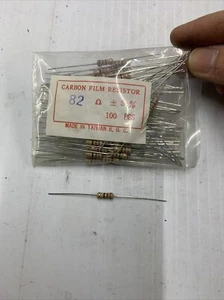 CARBON FILM RESISTOR
82 Ω ± 5 %
100 PCS
MADE IN TAIWAN R. O. C.